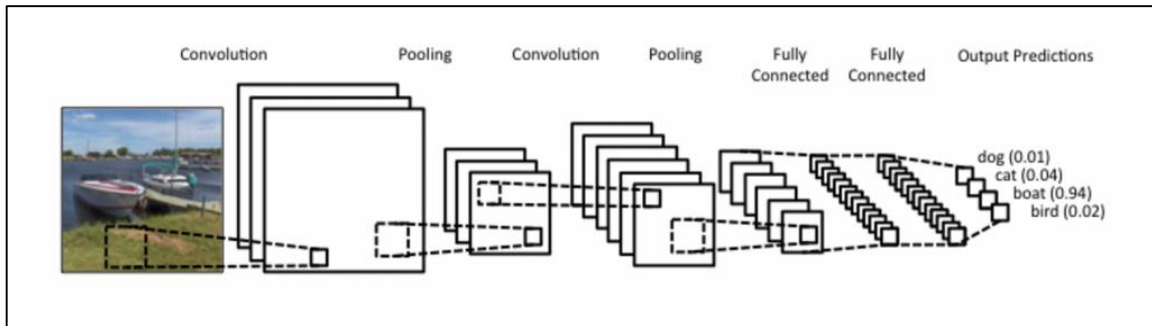 Convolution
Pooling
Convolution
Pooling
Fully
Connected
Fully
Connected
Output Predictions
dog (0.01)
cat (0.04)
boat (0.94)
bird (0.02)